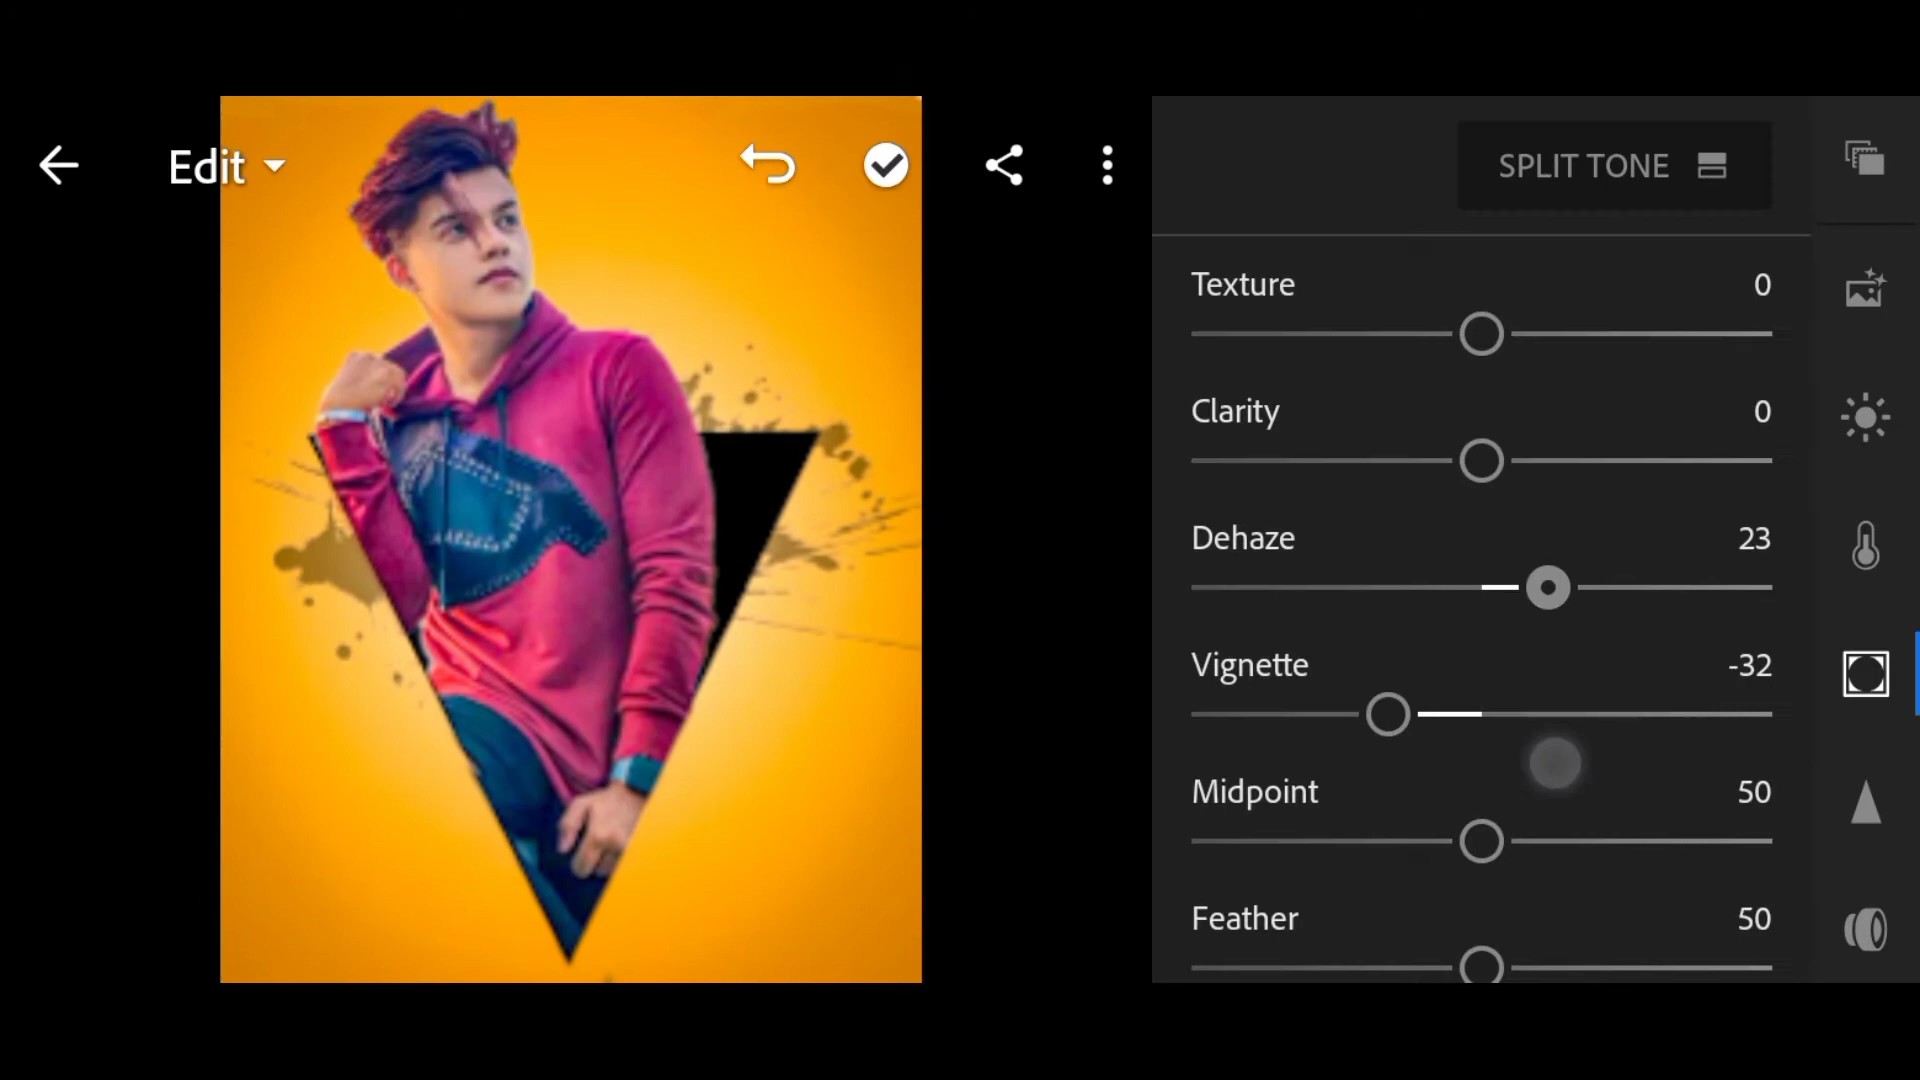 Edit
SPLIT TONE
Texture 0
Clarity 0
Dehaze 23
Vignette -32
Midpoint 50
Feather 50